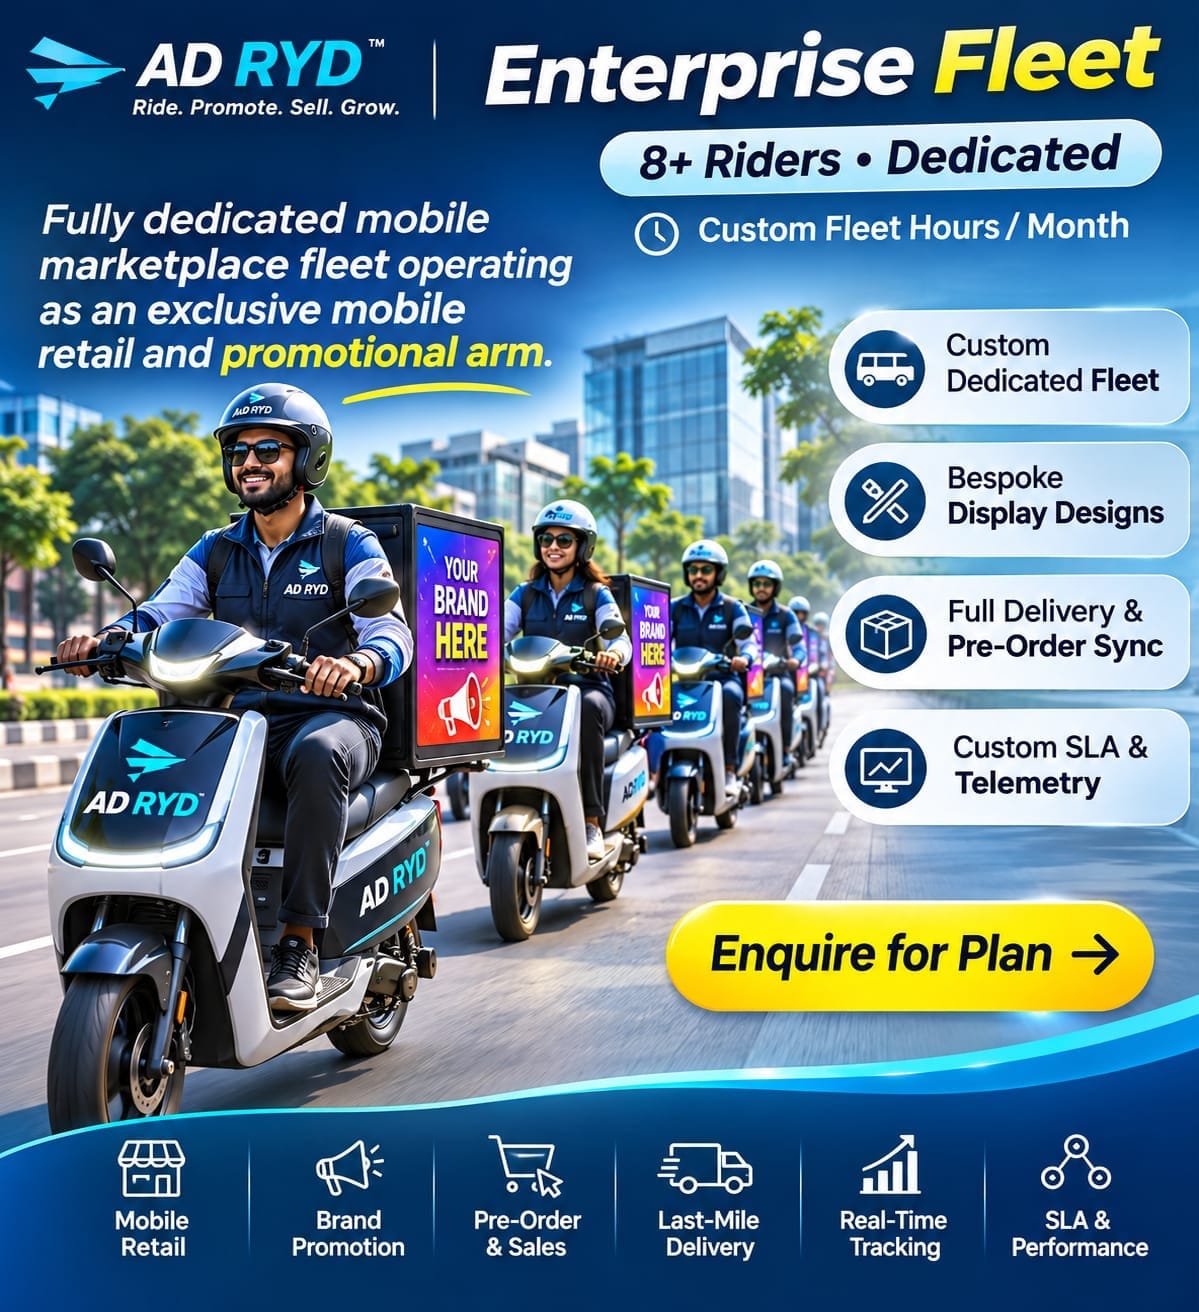 AD RYD™
Ride. Promote. Sell. Grow.
Enterprise Fleet
8+ Riders • Dedicated
Custom Fleet Hours / Month
Fully dedicated mobile
marketplace fleet operating
as an exclusive mobile
retail and promotional arm.
Custom
Dedicated Fleet
Bespoke
Display Designs
Full Delivery &
Pre-Order Sync
Custom SLA &
Telemetry
AD RYD
YOUR
BRAND
HERE
YOUR
BRAND
HERE
AD RYD™
AD RYD
RYD
RYD
Enquire for Plan →
Mobile
Retail
Brand
Promotion
Pre-Order
& Sales
Last-Mile
Delivery
Real-Time
Tracking
SLA &
Performance